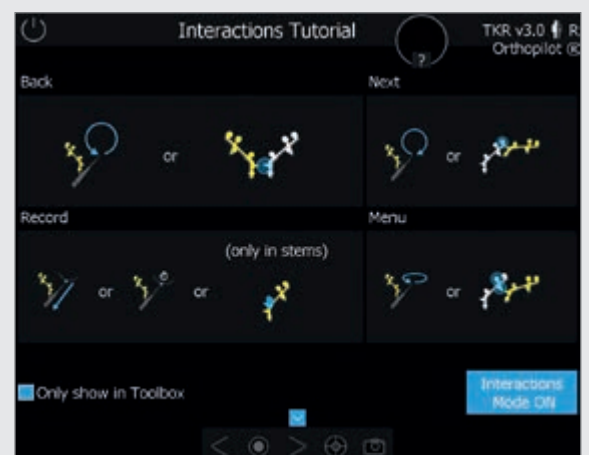 Interactions Tutorial
?
TKR v3.0 R
Orthopilot ®
Back
Next
or
or
Record
Menu
(only in stems)
or
or
or
Only show in Toolbox
Interactions
Mode ON